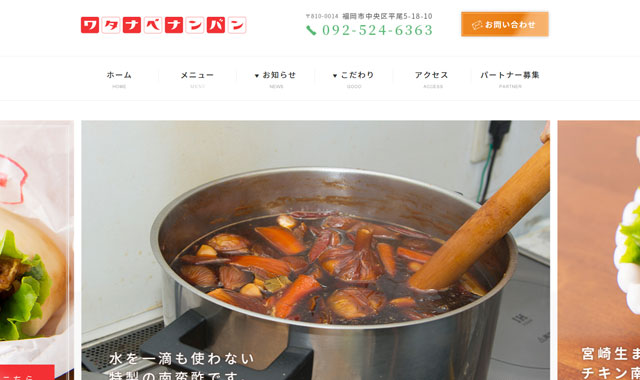 ワタナベナンバン
〒810-0014 福岡市中央区平尾5-18-10
092-524-6363
お問い合わせ
ホーム
HOME
メニュー
MENU
お知らせ
NEWS
こだわり
GOOD
アクセス
ACCESS
パートナー募集
PARTNER
水を一滴も使わない
特製の南蛮酢です。
こちら
宮崎生ま
チキン南